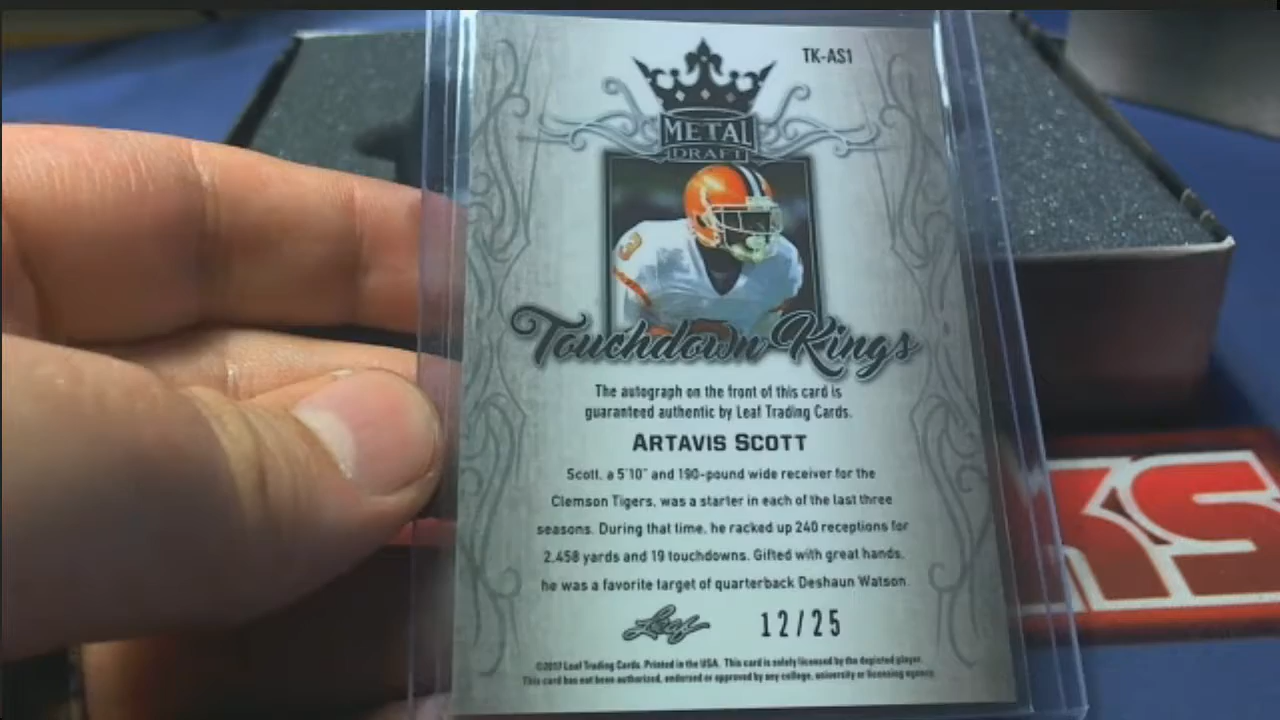 TK-AS1
METAL
DRAFT
3
Touchdown Kings
The autograph on the front of this card is
guaranteed authentic by Leaf Trading Cards.
ARTAVIS SCOTT
Scott, a 5'10" and 190-pound wide receiver for the
Clemson Tigers, was a starter in each of the last three
seasons. During that time, he racked up 240 receptions for
2,458 yards and 19 touchdowns. Gifted with great hands,
he was a favorite target of quarterback Deshaun Watson.
Leaf 12/25
©2017 Leaf Trading Cards. Printed in the USA. This card is solely licensed by the depicted player.
This card has not been authorized, endorsed or approved by any college, university or licensing agency.
KS